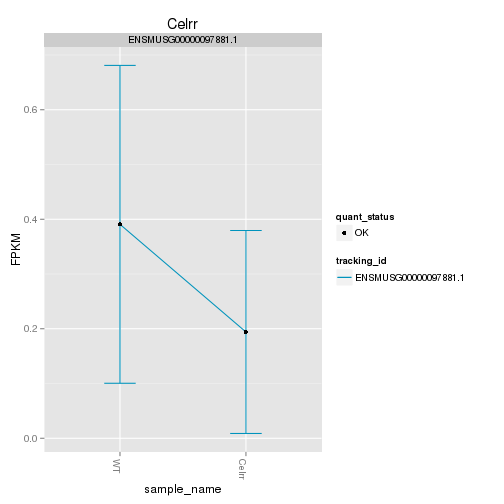 Celrr
ENSMUSG00000097881.1
0.6
0.4
0.2
0.0
FPKM
WT
Celrr
sample_name
quant_status
OK
tracking_id
ENSMUSG00000097881.1